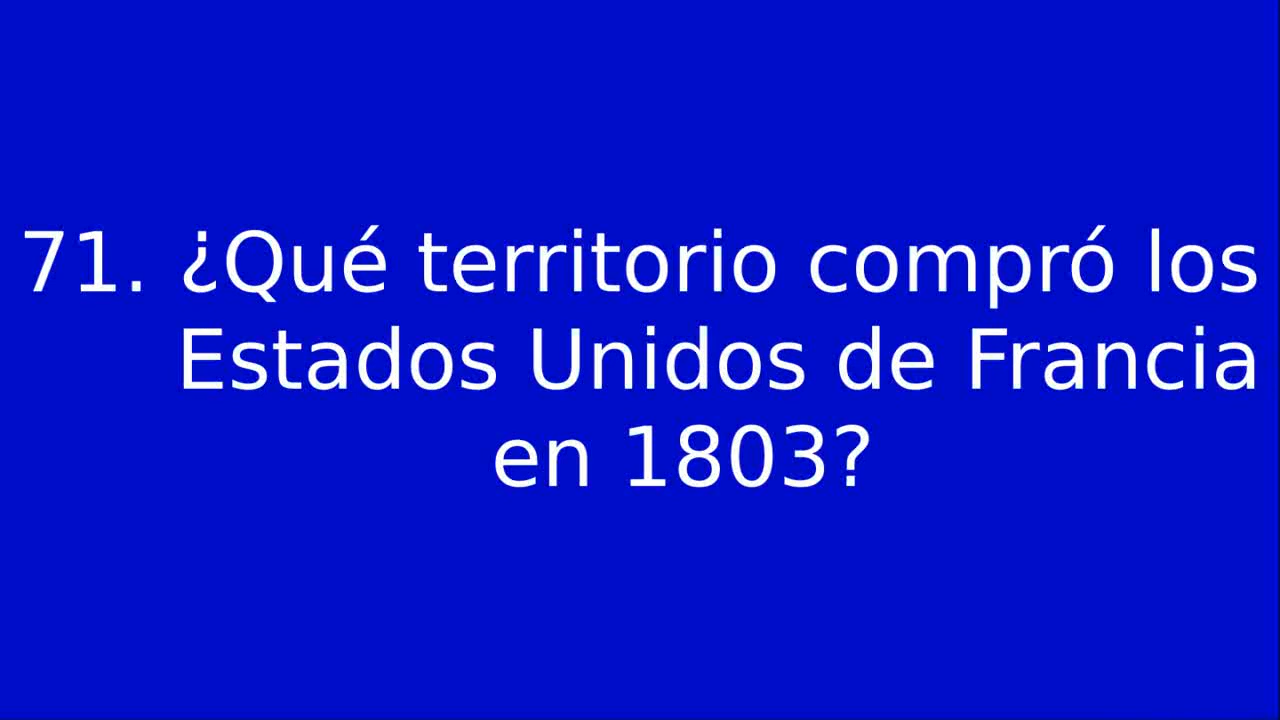 71. ¿Qué territorio compró los
Estados Unidos de Francia
en 1803?